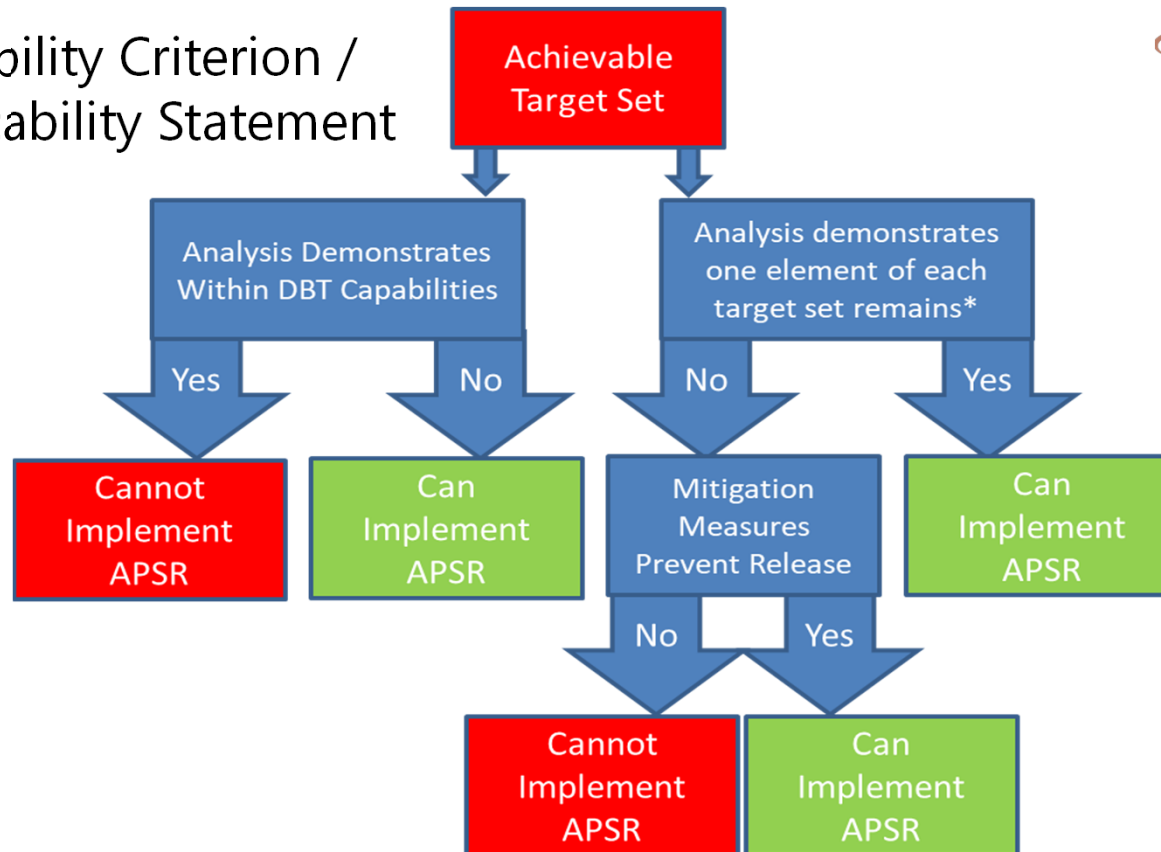 bility Criterion /
ability Statement
Achievable
Target Set
Analysis Demonstrates
Within DBT Capabilities
Analysis demonstrates
one element of each
target set remains*
Yes
No
No
Yes
Cannot
Implement
APSR
Can
Implement
APSR
Mitigation
Measures
Prevent Release
Can
Implement
APSR
No
Yes
Cannot
Implement
APSR
Can
Implement
APSR